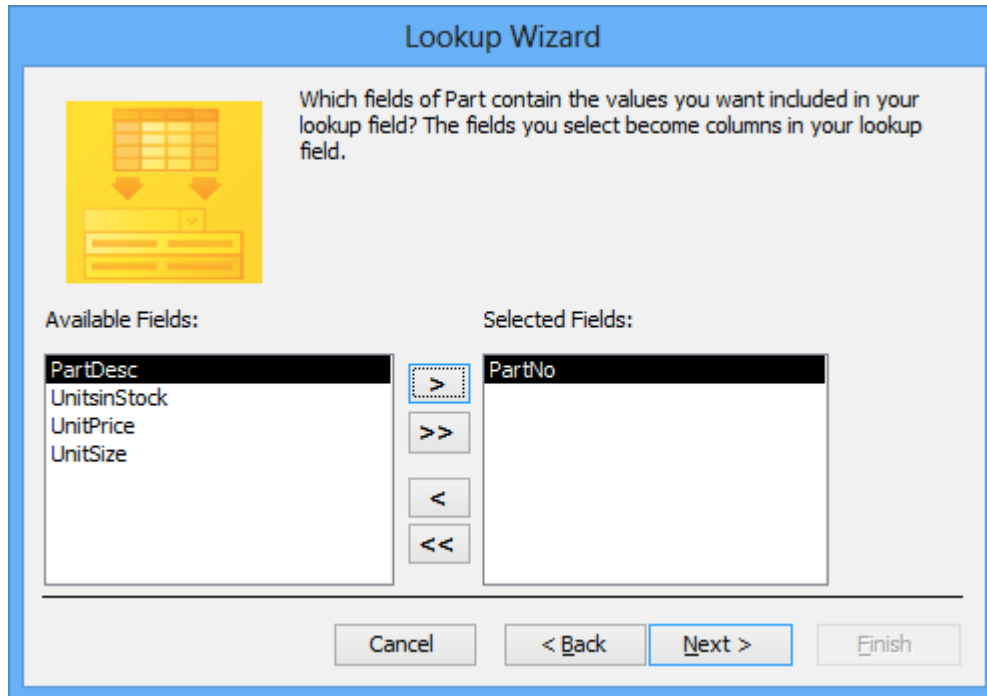 Lookup Wizard
Which fields of Part contain the values you want included in your
lookup field? The fields you select become columns in your lookup
field.
Available Fields:
Selected Fields:
PartDesc
UnitsinStock
UnitPrice
UnitSize
>
>>
<
<<
PartNo
Cancel
< Back
Next >
Finish